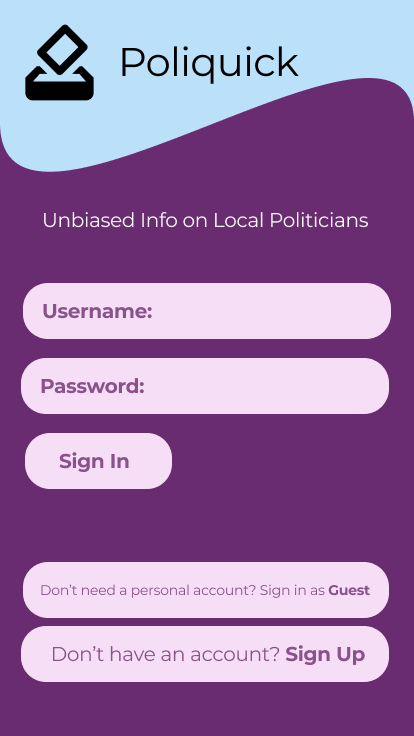 Poliquick
Unbiased Info on Local Politicians
Username:
Password:
Sign In
Don’t need a personal account? Sign in as Guest
Don’t have an account? Sign Up